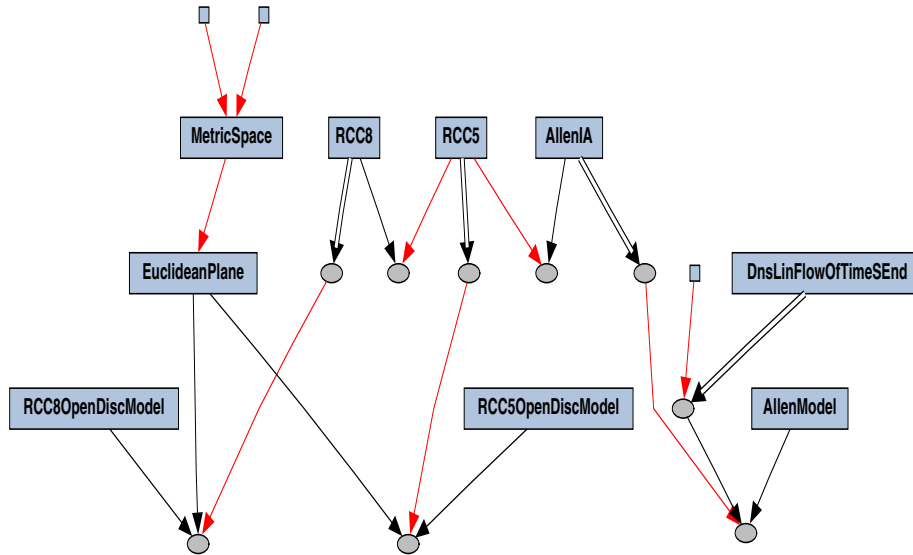 MetricSpace
RCC8
RCC5
AllenIA
EuclideanPlane
DnsLinFlowOfTimeSEnd
RCC8OpenDiscModel
RCC5OpenDiscModel
AllenModel